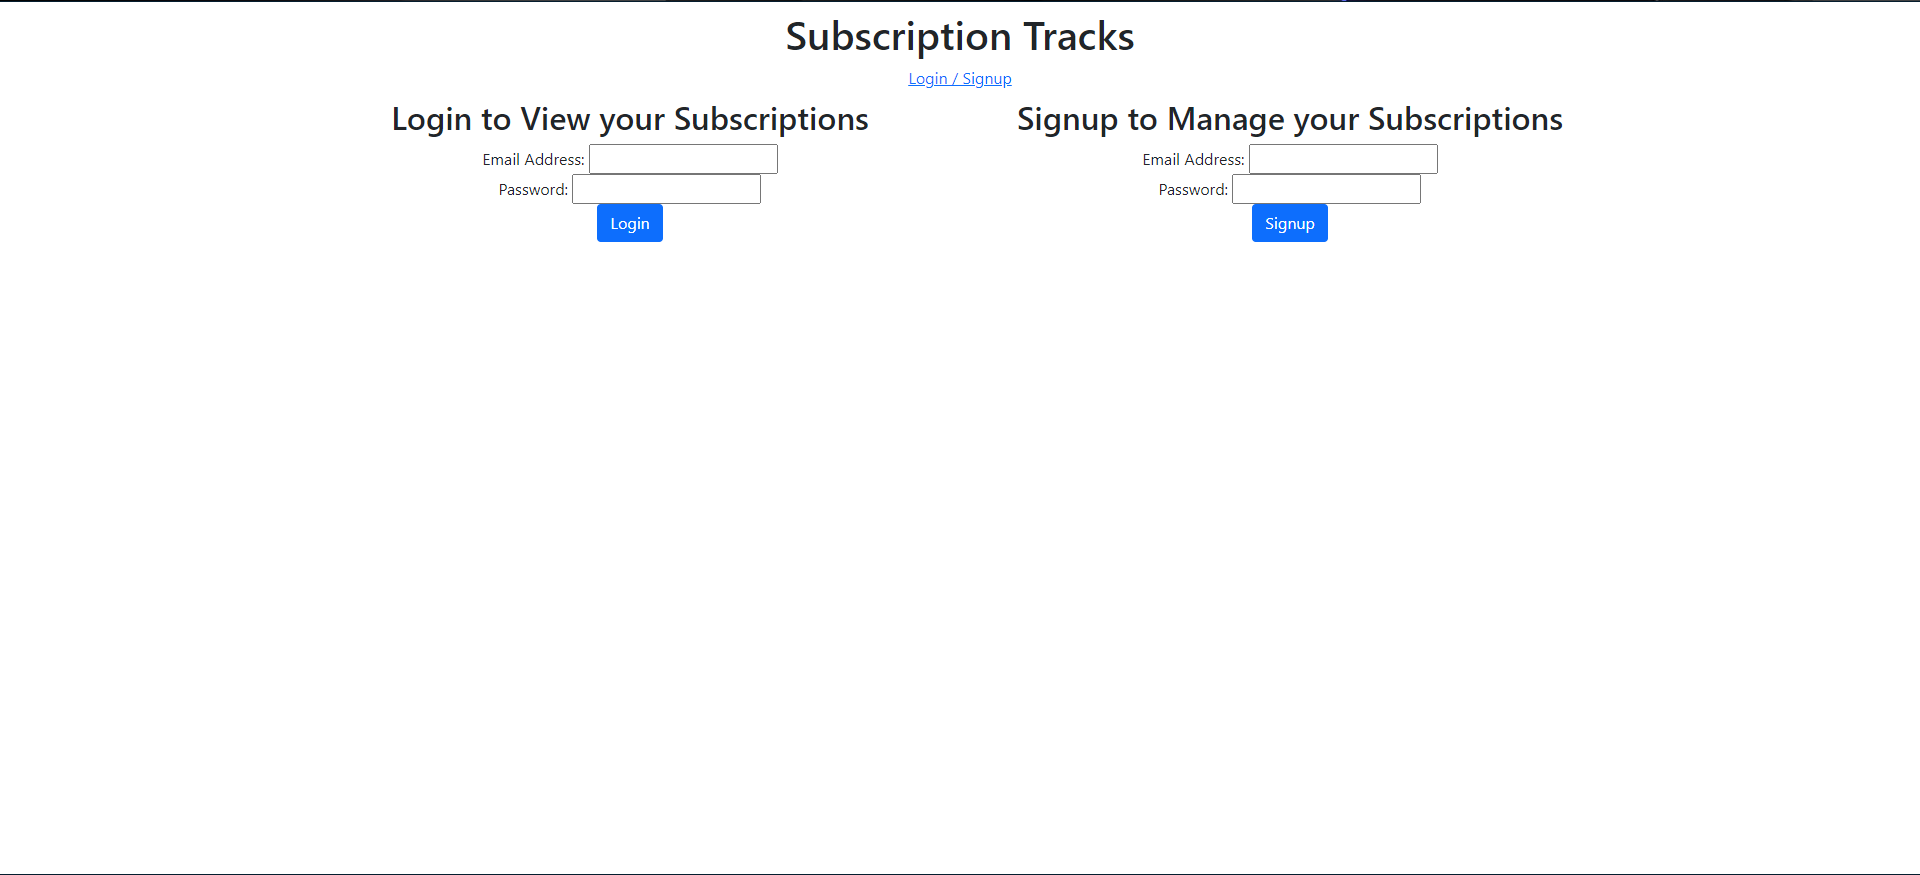 Subscription Tracks
Login / Signup
Login to View your Subscriptions
Email Address:
Password:
Login
Signup to Manage your Subscriptions
Email Address:
Password:
Signup